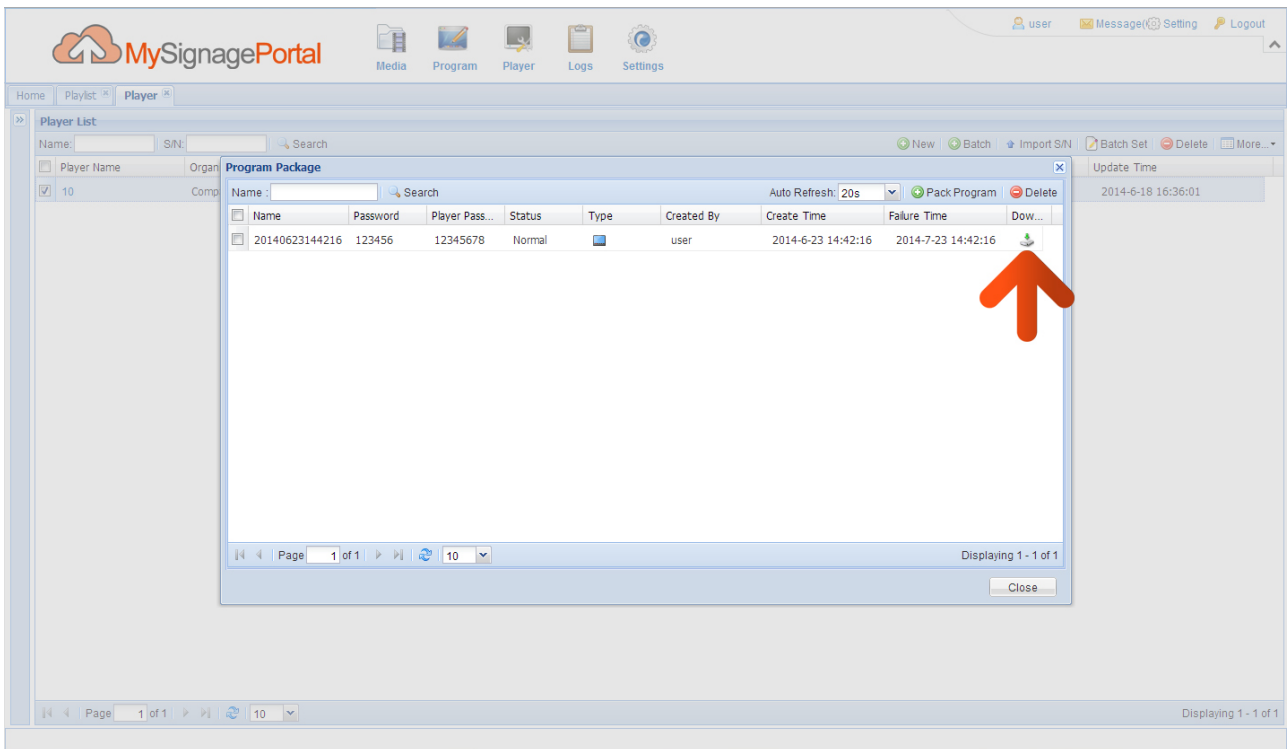 user Message( Setting Logout
MySignagePortal
Media Program Player Logs Settings
Home Playlist Player
Player List
Name: S/N: Search New Batch Import S/N Batch Set Delete More...
Player Name Organ Update Time
10 Comp 2014-6-18 16:36:01
Program Package
Name : Search Auto Refresh: 20s Pack Program Delete
Name Password Player Pass... Status Type Created By Create Time Failure Time Dow...
20140623144216 123456 12345678 Normal user 2014-6-23 14:42:16 2014-7-23 14:42:16
Page 1 of 1 10 Displaying 1 - 1 of 1
Close
Page 1 of 1 10 Displaying 1 - 1 of 1